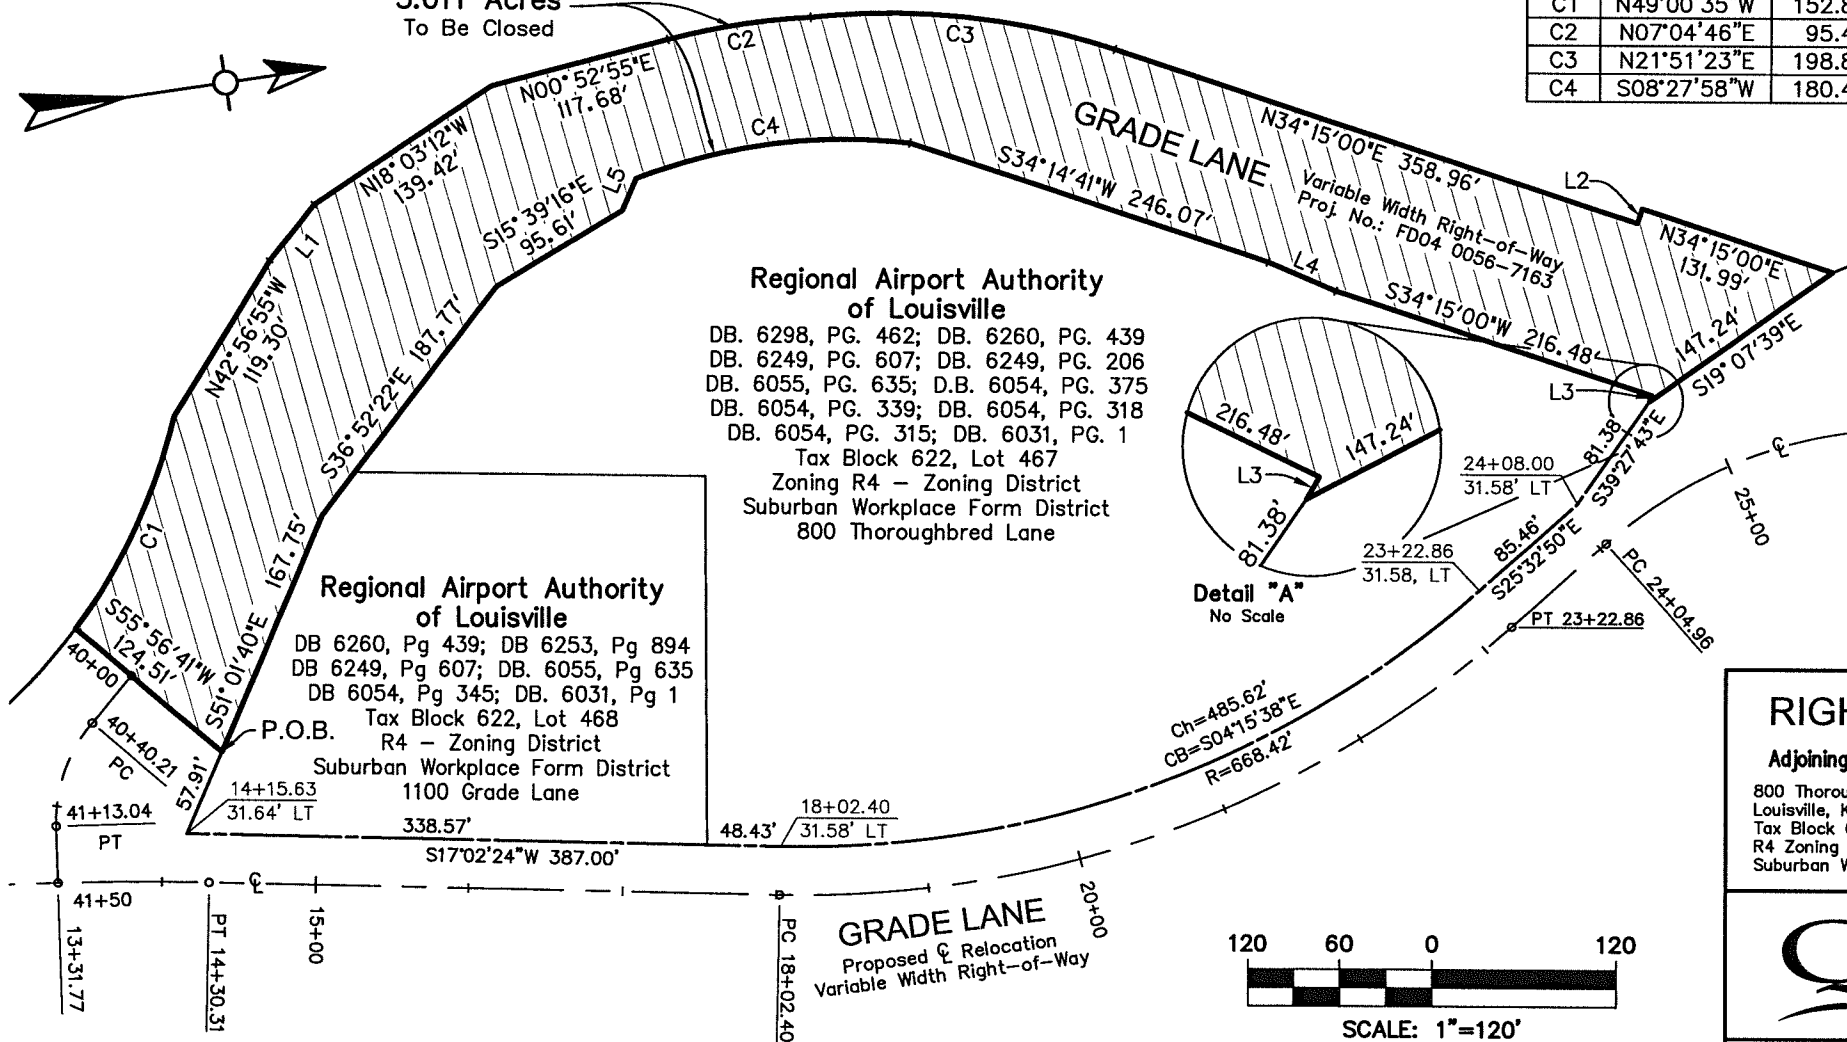 Acres
To Be Closed
C1 N49°00'35"W 152.8
C2 N07°04'46"E 95.4
C3 N21°51'23"E 198.8
C4 S08°27'58"W 180.4
C2
C3
N00°52'55"E
117.68'
C4
N18°03'12"W
139.42'
L5
S15°39'16"E
95.61'
L1
N42°56'55"W
119.30'
S36°52'22"E 187.77'
C1
GRADE LANE
N34°15'00"E 358.96'
S34°14'41"W 246.07'
Variable Width Right-of-Way
Proj. No.: FD04 0056-7163
L2
N34°15'00"E
131.99'
L4
S34°15'00"W 216.48'
147.24'
S19°07'39"E
L3
Regional Airport Authority
of Louisville
DB. 6298, PG. 462; DB. 6260, PG. 439
DB. 6249, PG. 607; DB. 6249, PG. 206
DB. 6055, PG. 635; D.B. 6054, PG. 375
DB. 6054, PG. 339; DB. 6054, PG. 318
DB. 6054, PG. 315; DB. 6031, PG. 1
Tax Block 622, Lot 467
Zoning R4 - Zoning District
Suburban Workplace Form District
800 Thoroughbred Lane
216.48'
147.24'
L3
81.38'
Detail "A"
No Scale
81.38'
S39°27'43"E
24+08.00
31.58' LT
23+22.86
31.58, LT
85.46'
S25°32'50"E
25+00
℄
PC 24+04.96
PT 23+22.86
S51°01'40"E 167.75'
S55°56'41"W
124.51'
40+00
40+40.21
PC
P.O.B.
57.91'
41+13.04
PT
Regional Airport Authority
of Louisville
DB 6260, Pg 439; DB 6253, Pg 894
DB 6249, Pg 607; DB. 6055, Pg 635
DB 6054, Pg 345; DB. 6031, Pg 1
Tax Block 622, Lot 468
R4 - Zoning District
Suburban Workplace Form District
1100 Grade Lane
14+15.63
31.64' LT
338.57'
48.43'
18+02.40
31.58' LT
S17°02'24"W 387.00'
Ch=485.62'
CB=S04°15'38"E
R=668.42'
℄
41+50
13+31.77
PT 14+30.31
15+00
PC 18+02.40
20+00
GRADE LANE
Proposed ℄ Relocation
Variable Width Right-of-Way
120 60 0 120
SCALE: 1"=120'
RIGH
Adjoining
800 Thorou
Louisville, K
Tax Block
R4 Zoning
Suburban W